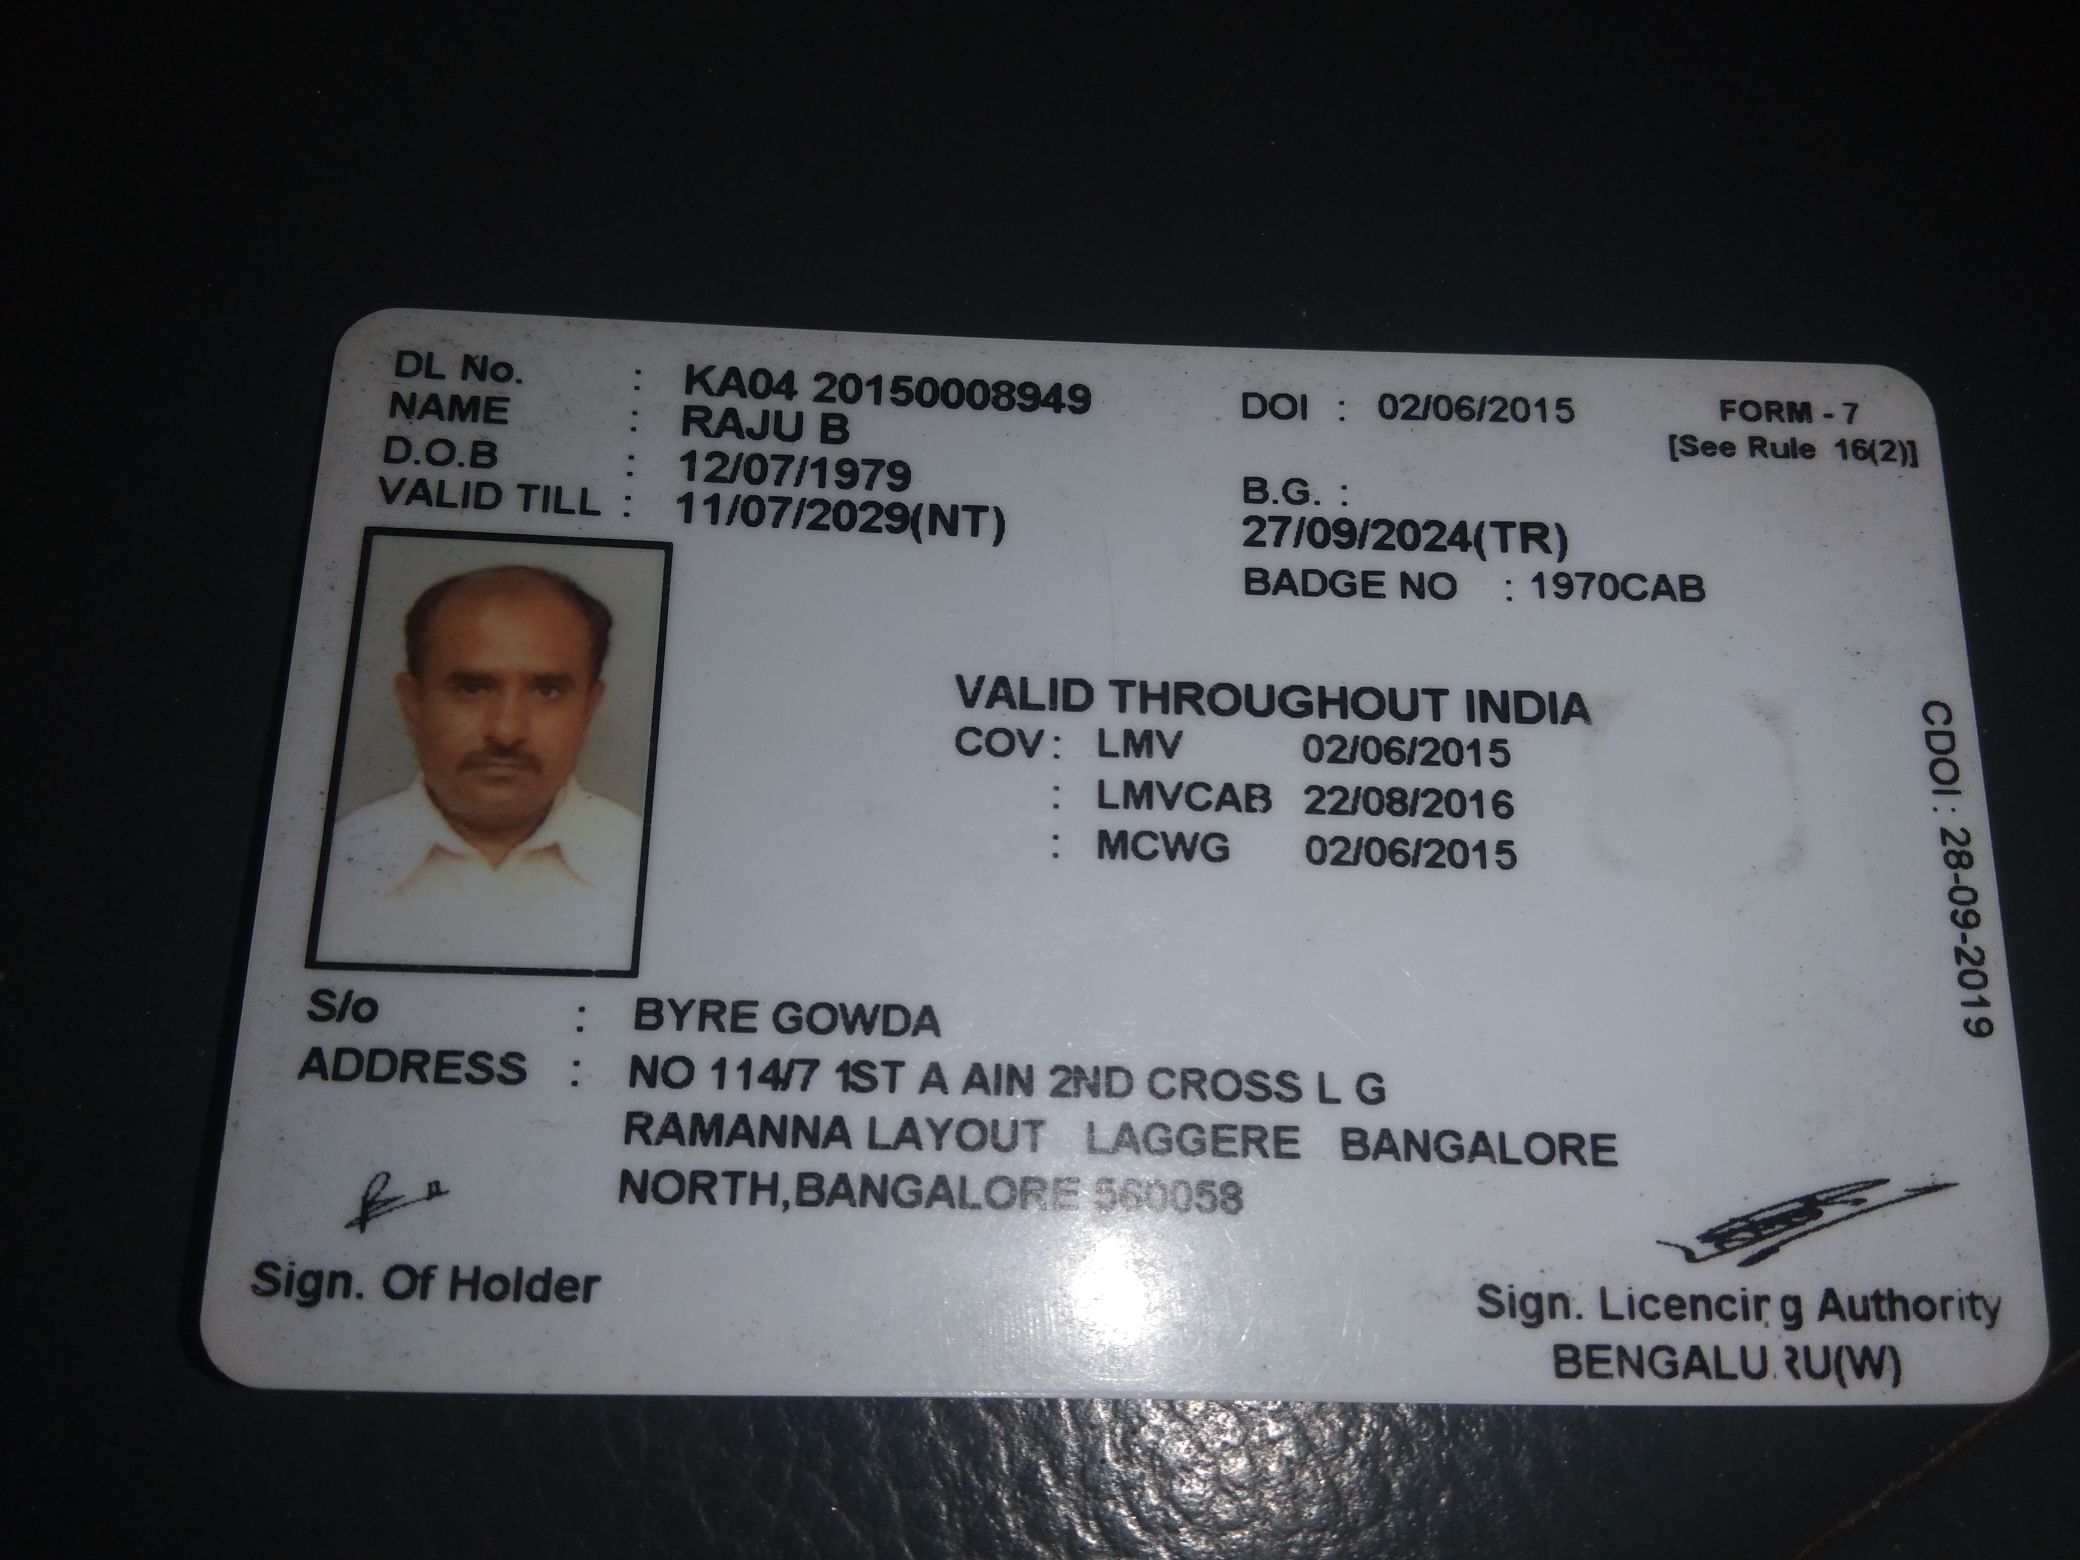 DL No. : KA04 20150008949 DOI : 02/06/2015 FORM - 7
NAME : RAJU B [See Rule 16(2)]
D.O.B : 12/07/1979 B.G. :
VALID TILL : 11/07/2029(NT) 27/09/2024(TR)
BADGE NO : 1970CAB
VALID THROUGHOUT INDIA
COV : LMV 02/06/2015
: LMVCAB 22/08/2016
: MCWG 02/06/2015
CDOI : 28-09-2019
S/o : BYRE GOWDA
ADDRESS : NO 114/7 1ST A AIN 2ND CROSS L G
RAMANNA LAYOUT LAGGERE BANGALORE
NORTH,BANGALORE 560058
Sign. Of Holder
Sign. Licencing Authority
BENGALURU(W)